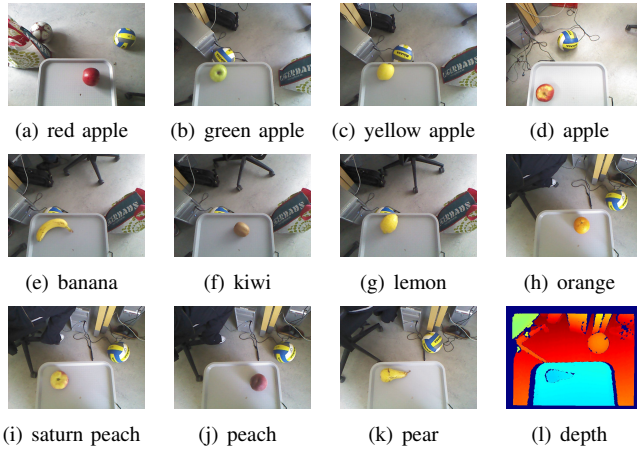 (a) red apple
(b) green apple
(c) yellow apple
(d) apple
(e) banana
(f) kiwi
(g) lemon
(h) orange
(i) saturn peach
(j) peach
(k) pear
(l) depth